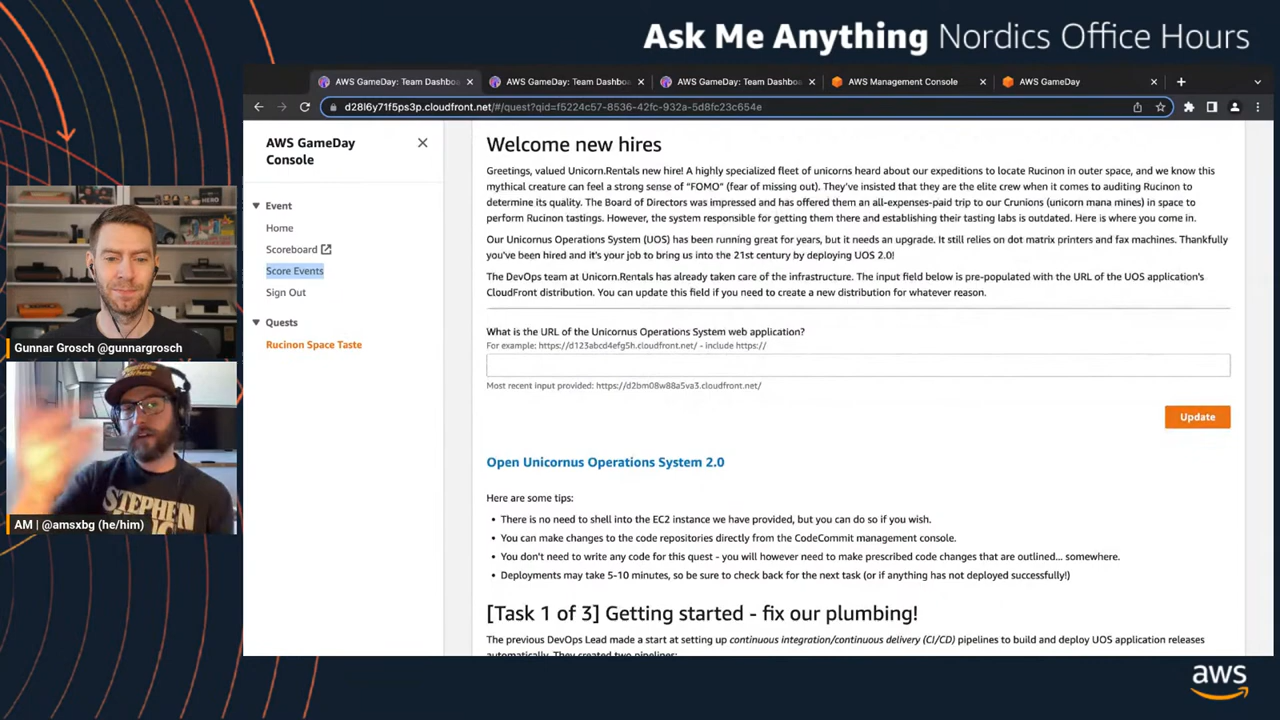 Ask Me Anything Nordics Office Hours
AWS GameDay: Team Dashbo
AWS GameDay: Team Dashbo
AWS GameDay: Team Dashbo
AWS Management Console
AWS GameDay
d28l6y71f5ps3p.cloudfront.net/#/quest?qid=f5224c57-8536-42fc-932a-5d8fc23c654e
AWS GameDay
Console
Event
Home
Scoreboard
Score Events
Sign Out
Quests
Rucinon Space Taste
Welcome new hires
Greetings, valued Unicorn.Rentals new hire! A highly specialized fleet of unicorns heard about our expeditions to locate Rucinon in outer space, and we know this
mythical creature can feel a strong sense of "FOMO" (fear of missing out). They've insisted that they are the elite crew when it comes to auditing Rucinon to
determine its quality. The Board of Directors was impressed and has offered them an all-expenses-paid trip to our Crunions (unicorn mana mines) in space to
perform Rucinon tastings. However, the system responsible for getting them there and establishing their tasting labs is outdated. Here is where you come in.
Our Unicornus Operations System (UOS) has been running great for years, but it needs an upgrade. It still relies on dot matrix printers and fax machines. Thankfully
you've been hired and it's your job to bring us into the 21st century by deploying UOS 2.0!
The DevOps team at Unicorn.Rentals has already taken care of the infrastructure. The input field below is pre-populated with the URL of the UOS application's
CloudFront distribution. You can update this field if you need to create a new distribution for whatever reason.
What is the URL of the Unicornus Operations System web application?
For example: https://d123abcd4efg5h.cloudfront.net/ - include https://
Most recent input provided: https://d2bm08w88a5va3.cloudfront.net/
Update
Open Unicornus Operations System 2.0
Here are some tips:
• There is no need to shell into the EC2 instance we have provided, but you can do so if you wish.
• You can make changes to the code repositories directly from the CodeCommit management console.
• You don't need to write any code for this quest - you will however need to make prescribed code changes that are outlined... somewhere.
• Deployments may take 5-10 minutes, so be sure to check back for the next task (or if anything has not deployed successfully!)
[Task 1 of 3] Getting started - fix our plumbing!
The previous DevOps Lead made a start at setting up continuous integration/continuous delivery (CI/CD) pipelines to build and deploy UOS application releases
automatically. They created two pipelines:
Gunnar Grosch @gunnargrosch
STEPHEN
AM | @amsxbg (he/him)
aws